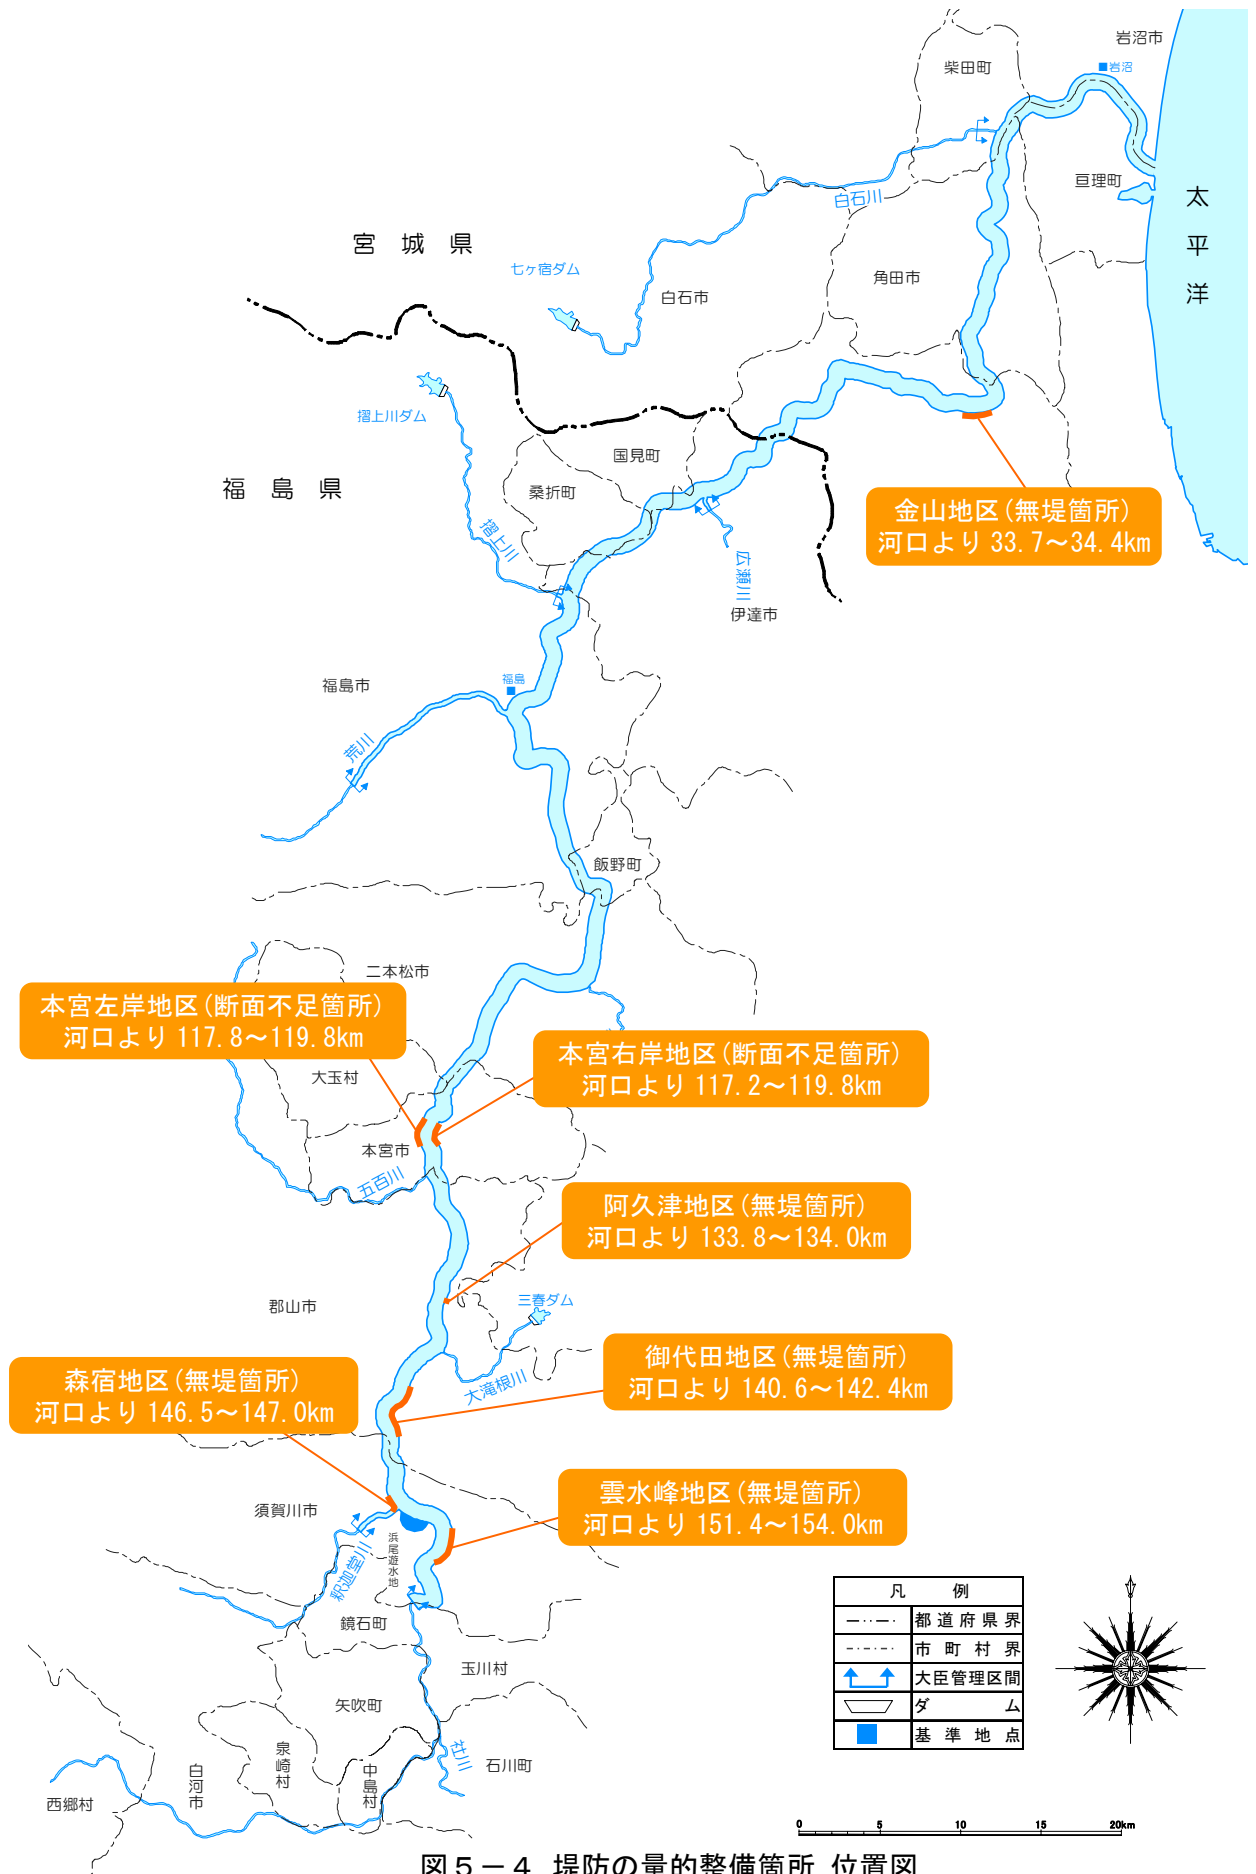 岩沼市
柴田町
岩沼
亘理町
太平洋
白石川
宮城県
七ヶ宿ダム
白石市
角田市
摺上川ダム
国見町
福島県
桑折町
金山地区(無堤箇所)
河口より 33.7～34.4km
摺上川
広瀬川
伊達市
福島市
福島
荒川
飯野町
二本松市
本宮左岸地区(断面不足箇所)
河口より 117.8～119.8km
本宮右岸地区(断面不足箇所)
河口より 117.2～119.8km
大玉村
本宮市
五百川
阿久津地区(無堤箇所)
河口より 133.8～134.0km
郡山市
三春ダム
御代田地区(無堤箇所)
河口より 140.6～142.4km
大滝根川
森宿地区(無堤箇所)
河口より 146.5～147.0km
雲水峰地区(無堤箇所)
河口より 151.4～154.0km
須賀川市
浜尾遊水地
釈迦堂川
鏡石町
玉川村
矢吹町
泉崎村
中島村
社川
石川町
白河市
西郷村
凡例
都道府県界
市町村界
大臣管理区間
ダム
基準地点
0 5 10 15 20km
図５－４ 堤防の量的整備箇所 位置図